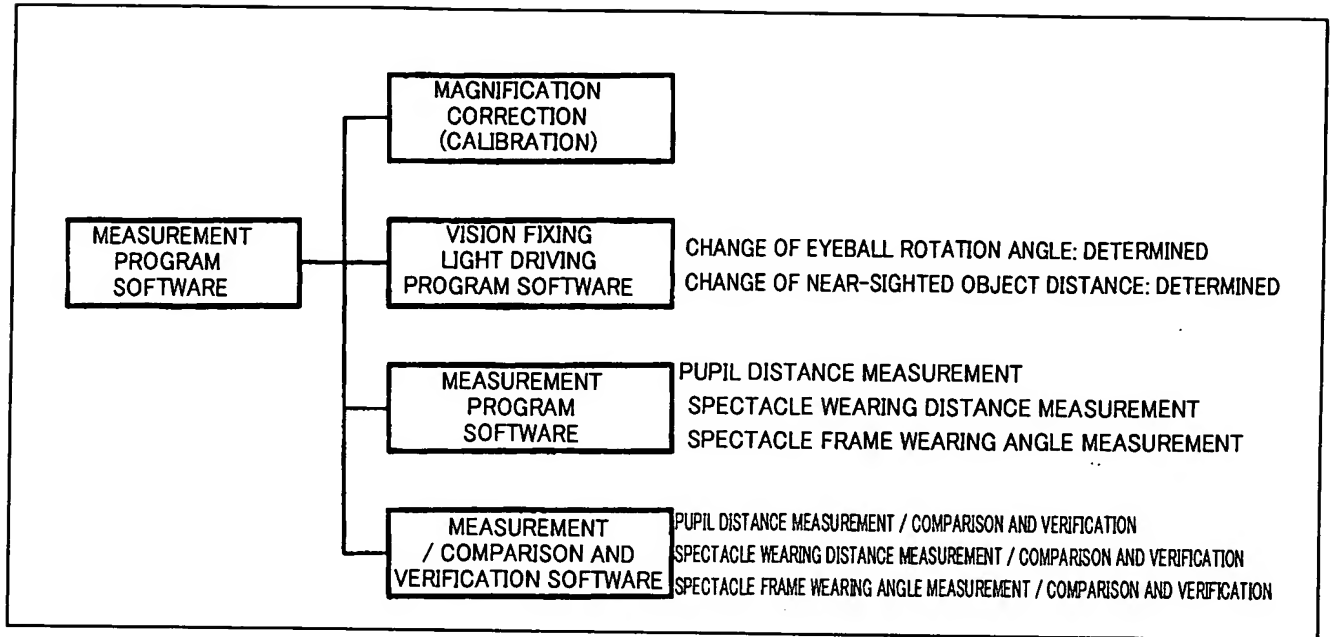 MAGNIFICATION
CORRECTION
(CALIBRATION)
MEASUREMENT
PROGRAM
SOFTWARE
VISION FIXING
LIGHT DRIVING
PROGRAM SOFTWARE
CHANGE OF EYEBALL ROTATION ANGLE: DETERMINED
CHANGE OF NEAR-SIGHTED OBJECT DISTANCE: DETERMINED
MEASUREMENT
PROGRAM
SOFTWARE
PUPIL DISTANCE MEASUREMENT
SPECTACLE WEARING DISTANCE MEASUREMENT
SPECTACLE FRAME WEARING ANGLE MEASUREMENT
MEASUREMENT
/ COMPARISON AND
VERIFICATION SOFTWARE
PUPIL DISTANCE MEASUREMENT / COMPARISON AND VERIFICATION
SPECTACLE WEARING DISTANCE MEASUREMENT / COMPARISON AND VERIFICATION
SPECTACLE FRAME WEARING ANGLE MEASUREMENT / COMPARISON AND VERIFICATION